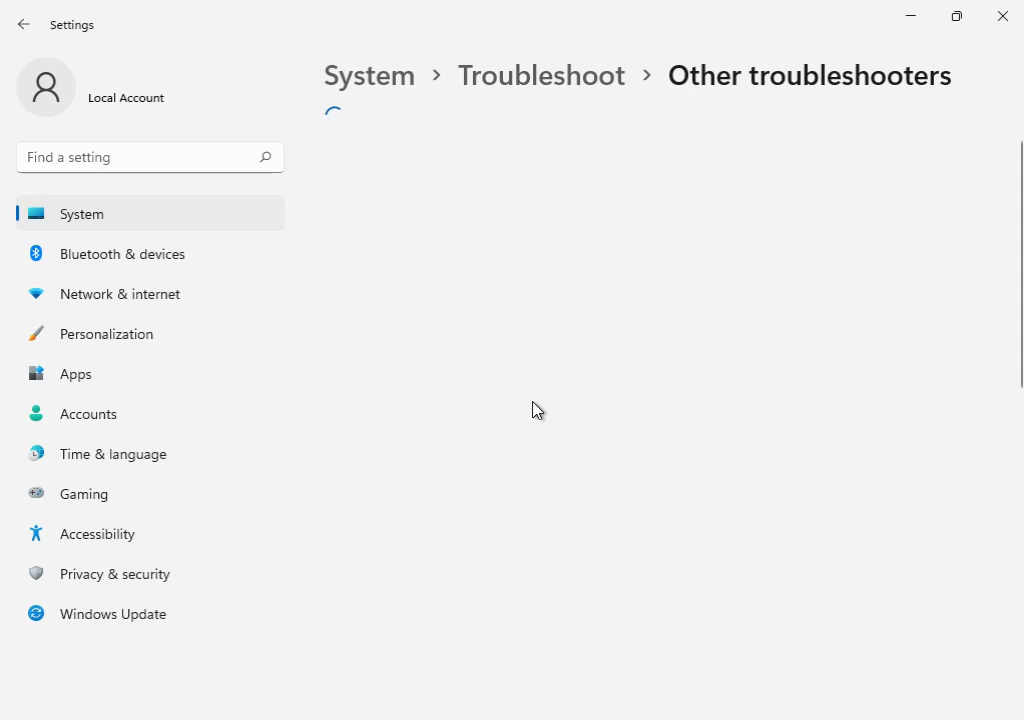 Settings
Local Account
Find a setting
System
Bluetooth & devices
Network & internet
Personalization
Apps
Accounts
Time & language
Gaming
Accessibility
Privacy & security
Windows Update
System > Troubleshoot > Other troubleshooters